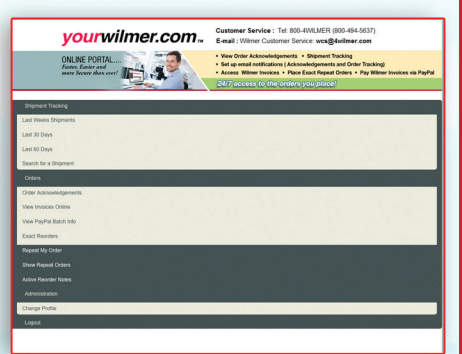 yourwilmer.com TM
Customer Service : Tel: 800-4WILMER (800-494-5637)
E-mail : Wilmer Customer Service: wcs@4wilmer.com
ONLINE PORTAL....
Faster, Easier and
more Secure than ever!
• View Order Acknowledgements • Shipment Tracking
• Set up email notifications ( Acknowledgements and Order Tracking)
• Access Wilmer Invoices • Place Exact Repeat Orders • Pay Wilmer Invoices via PayPal
24/7 access to the orders you place!
Shipment Tracking
Last Weeks Shipments
Last 30 Days
Last 60 Days
Search for a Shipment
Orders
Order Acknowledgements
View Invoices Online
View PayPal Batch Info
Exact Reorders
Repeat My Order
Show Repeat Orders
Active Reorder Notes
Administration
Change Profile
Logout